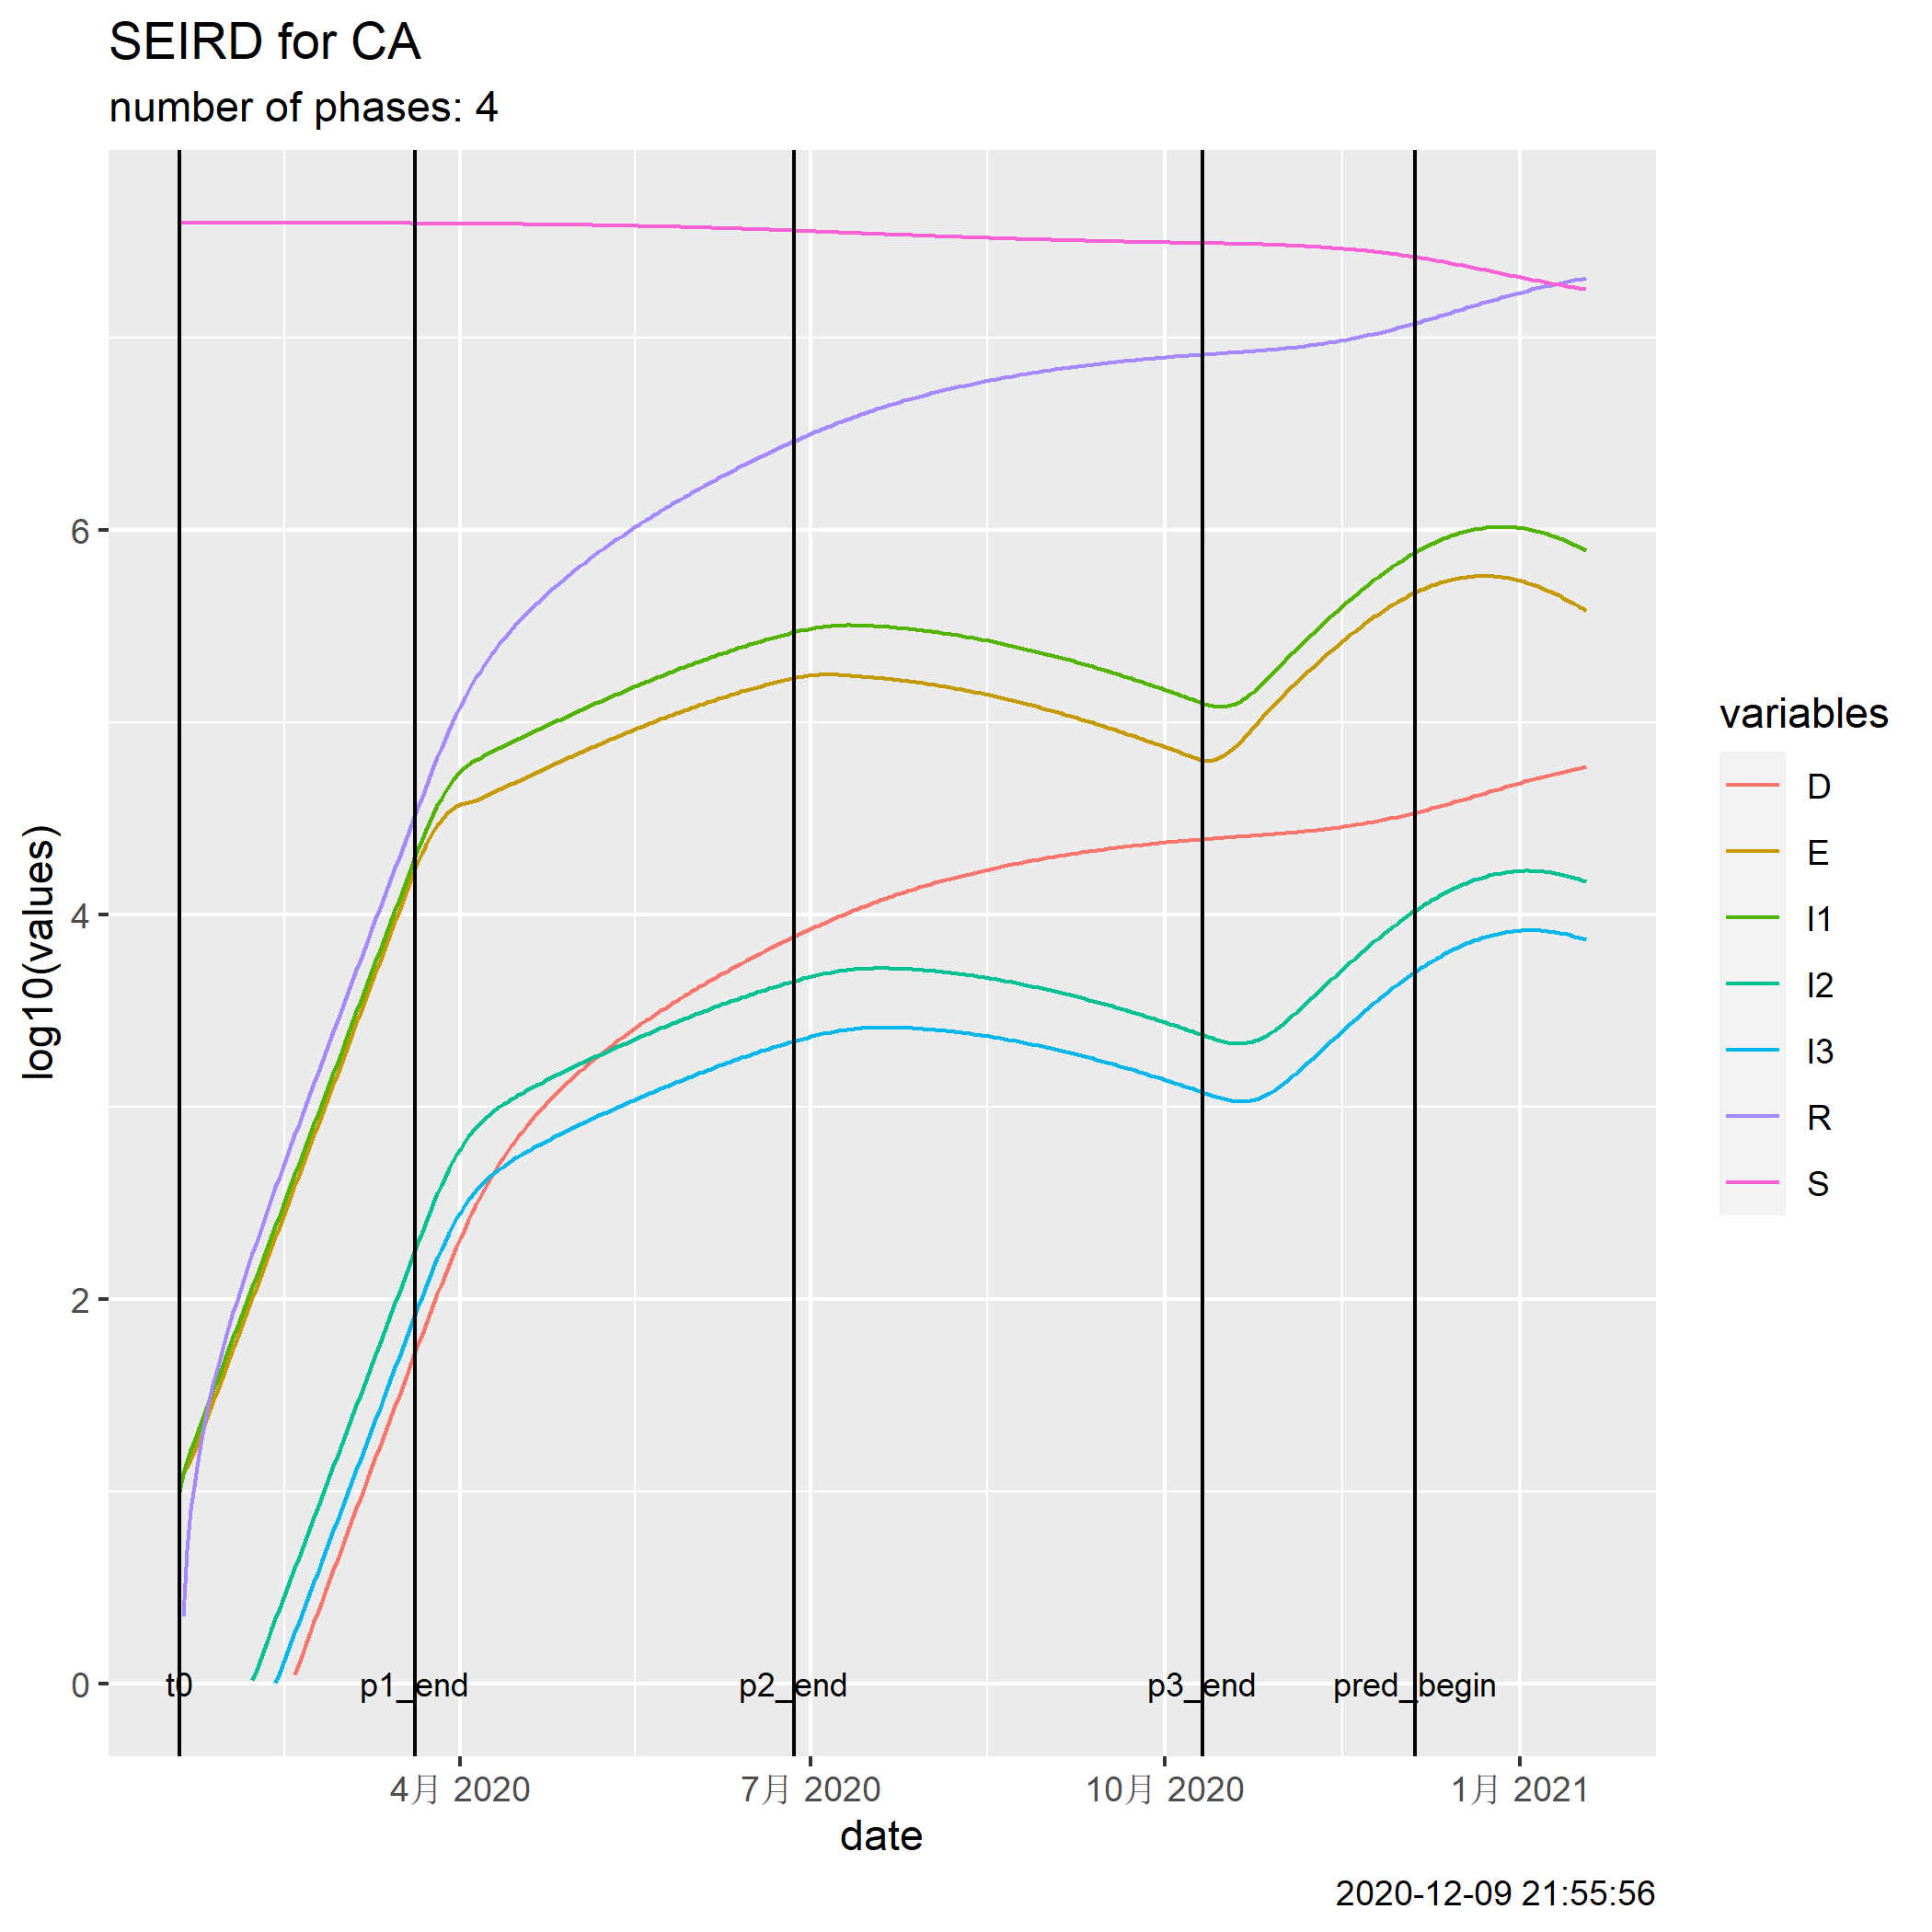 SEIRD for CA
number of phases: 4
log10(values)
6
4
2
0
t0
p1_end
p2_end
p3_end
pred_begin
4月 2020
7月 2020
10月 2020
1月 2021
date
variables
D
E
I1
I2
I3
R
S
2020-12-09 21:55:56